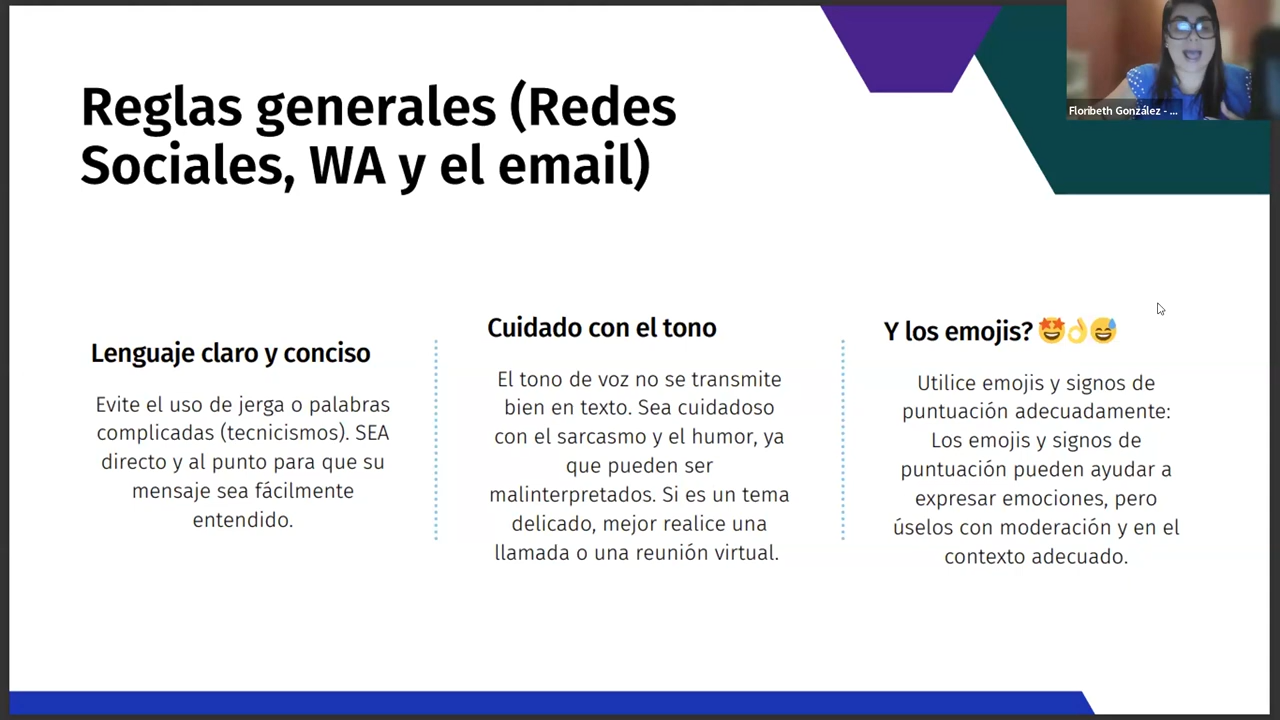 Reglas generales (Redes
Sociales, WA y el email)
Floribeth González - ...
Lenguaje claro y conciso
Evite el uso de jerga o palabras
complicadas (tecnicismos). SEA
directo y al punto para que su
mensaje sea fácilmente
entendido.
Cuidado con el tono
El tono de voz no se transmite
bien en texto. Sea cuidadoso
con el sarcasmo y el humor, ya
que pueden ser
malinterpretados. Si es un tema
delicado, mejor realice una
llamada o una reunión virtual.
Y los emojis? 🤩👌😅
Utilice emojis y signos de
puntuación adecuadamente:
Los emojis y signos de
puntuación pueden ayudar a
expresar emociones, pero
úselos con moderación y en el
contexto adecuado.